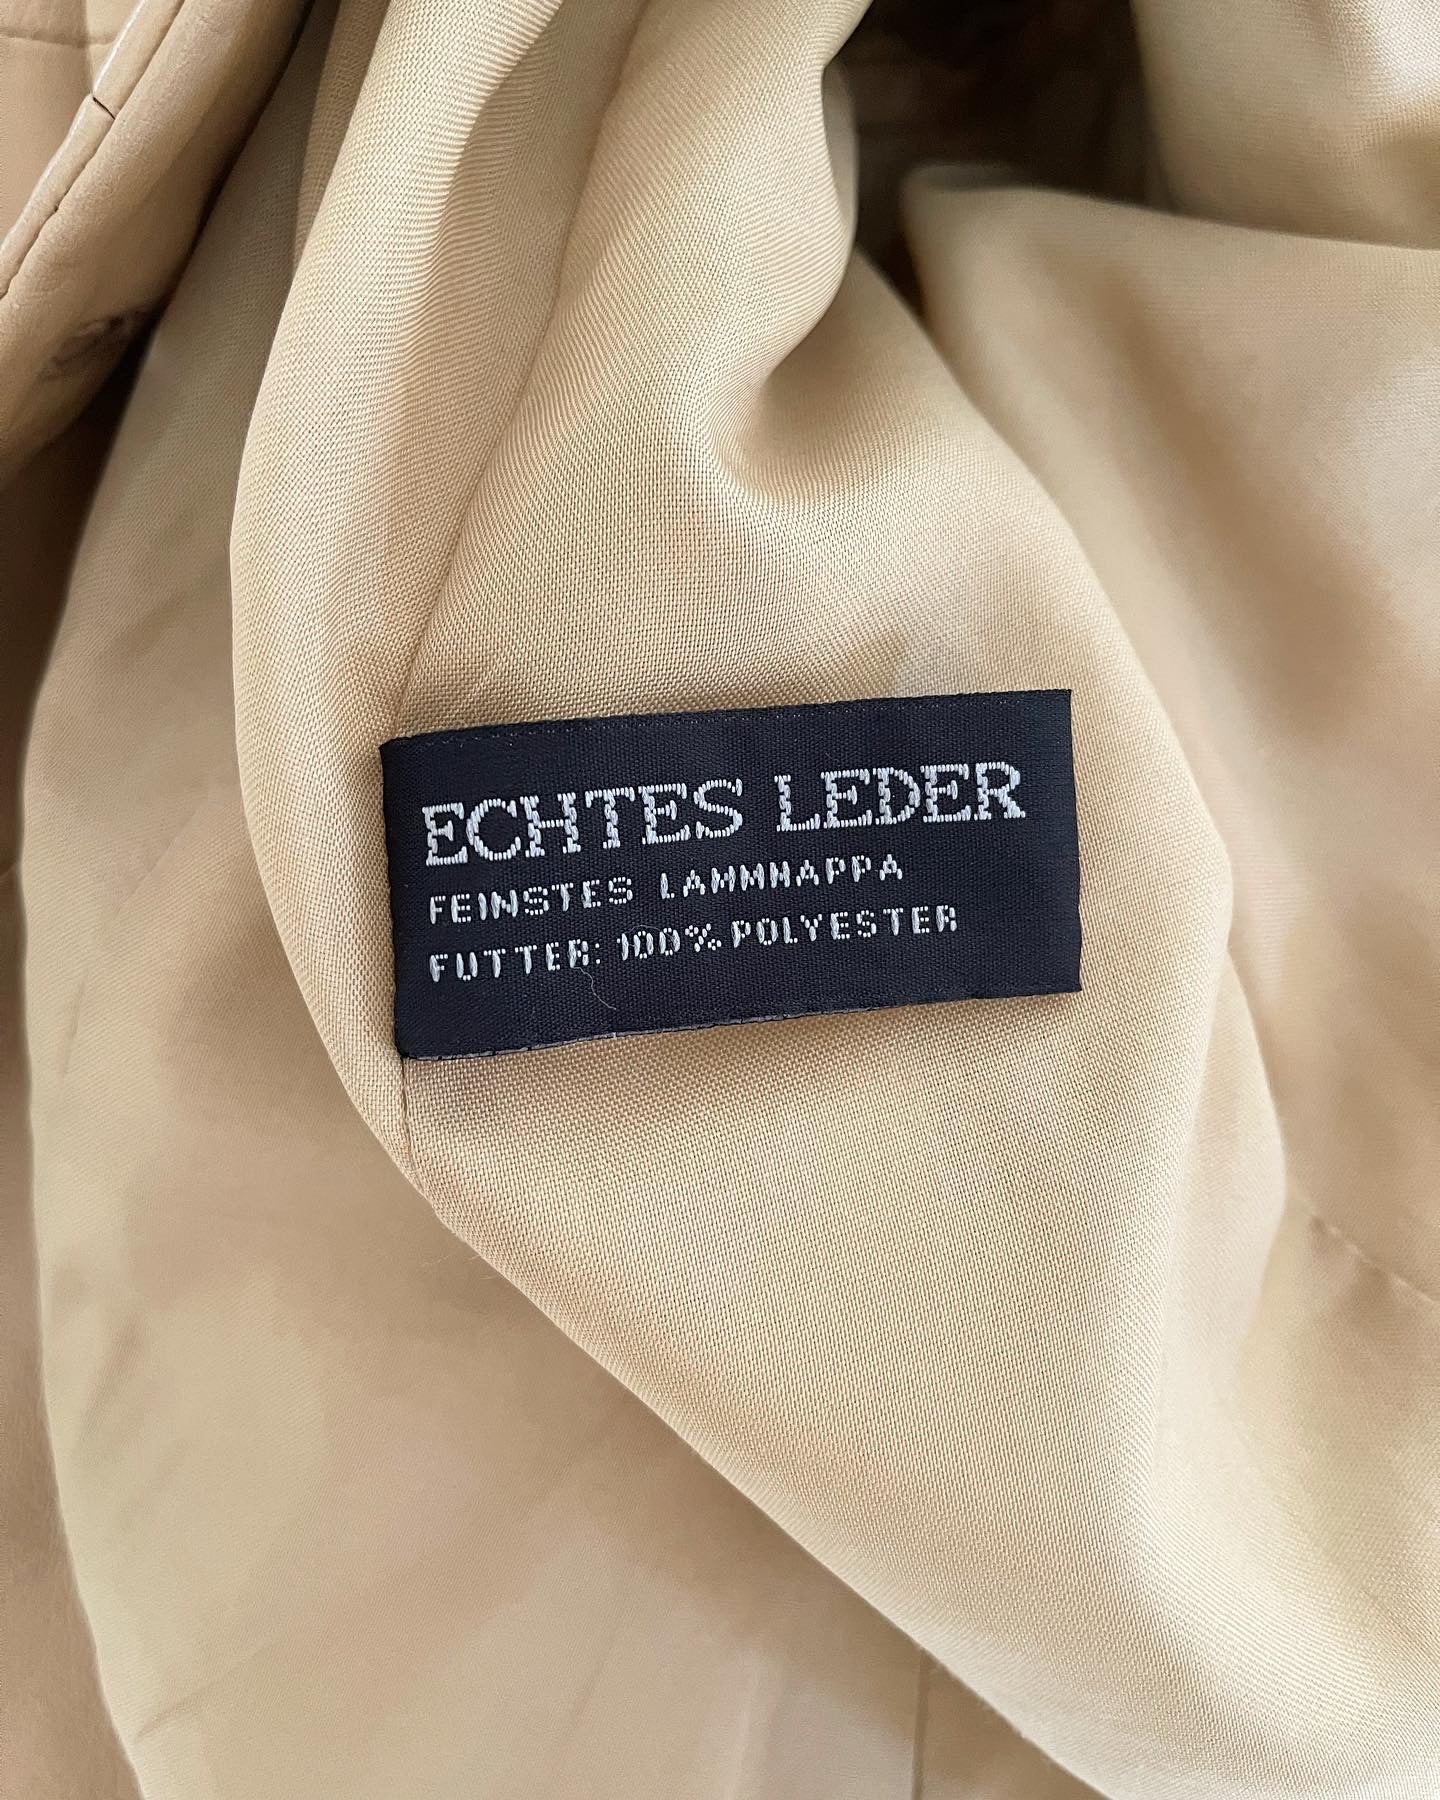 ECHTES LEDER
FEINSTES LAMMNAPPA
FUTTER: 100% POLYESTER